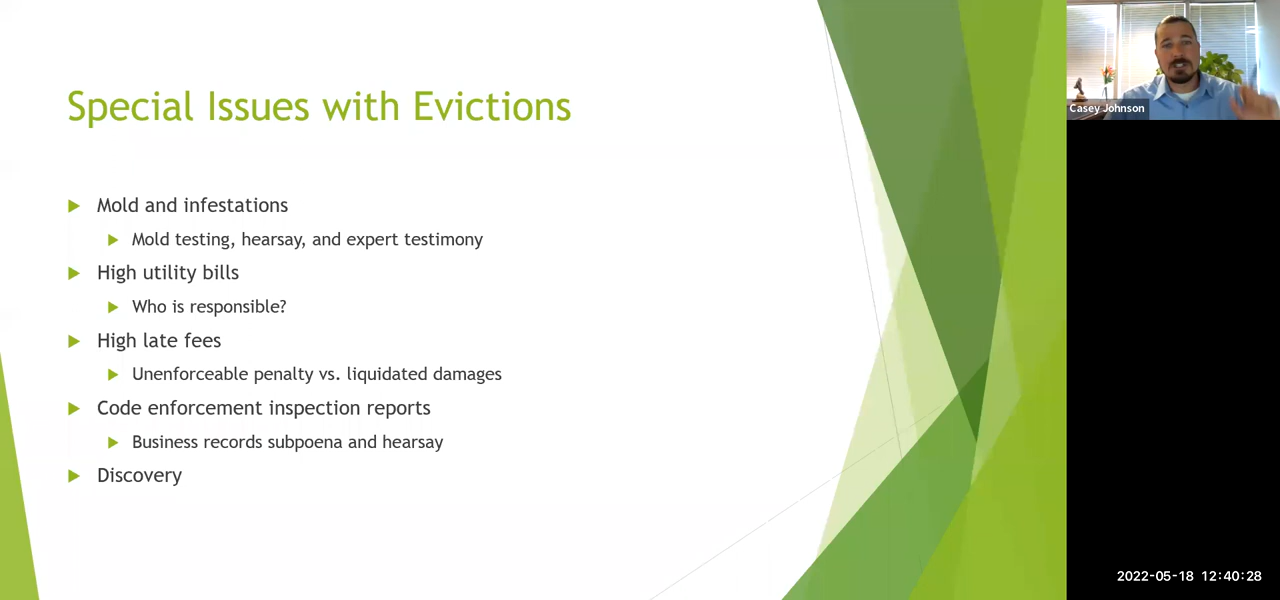 Special Issues with Evictions
Mold and infestations
Mold testing, hearsay, and expert testimony
High utility bills
Who is responsible?
High late fees
Unenforceable penalty vs. liquidated damages
Code enforcement inspection reports
Business records subpoena and hearsay
Discovery
Casey Johnson
2022-05-18 12:40:28